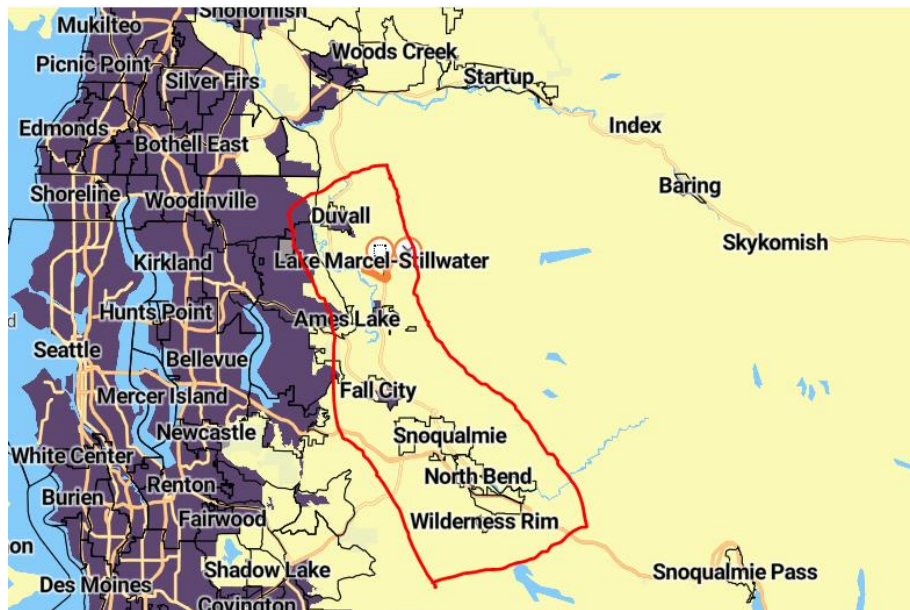 Snohomish
Mukilteo
Woods Creek
Picnic Point
Silver Firs
Startup
Index
Edmonds
Bothell East
Baring
Shoreline
Woodinville
Duvall
Skykomish
Kirkland
Lake Marcel-Stillwater
Hunts Point
Ames Lake
Seattle
Bellevue
Mercer Island
Fall City
Newcastle
Snoqualmie
White Center
North Bend
Renton
Burien
Fairwood
Wilderness Rim
Shadow Lake
Snoqualmie Pass
Des Moines
Covington